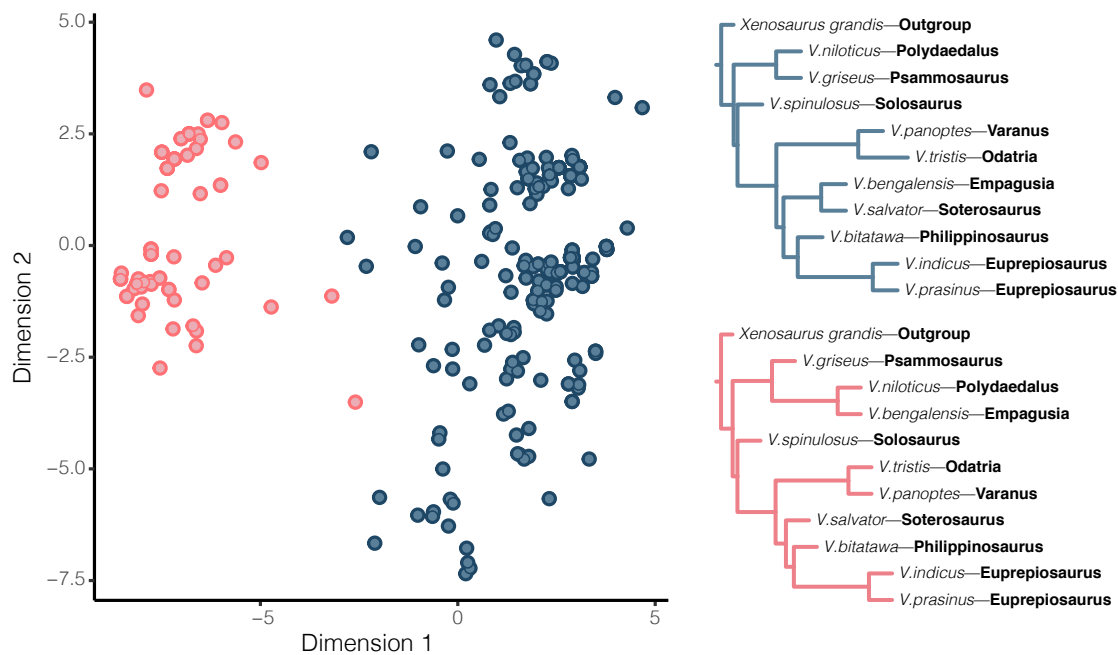 5.0
2.5
0.0
−2.5
−5.0
−7.5
Dimension 2
−5
0
5
Dimension 1
Xenosaurus grandis—Outgroup
V.niloticus—Polydaedalus
V.griseus—Psammosaurus
V.spinulosus—Solosaurus
V.panoptes—Varanus
V.tristis—Odatria
V.bengalensis—Empagusia
V.salvator—Soterosaurus
V.bitatawa—Philippinosaurus
V.indicus—Euprepiosaurus
V.prasinus—Euprepiosaurus
Xenosaurus grandis—Outgroup
V.griseus—Psammosaurus
V.niloticus—Polydaedalus
V.bengalensis—Empagusia
V.spinulosus—Solosaurus
V.tristis—Odatria
V.panoptes—Varanus
V.salvator—Soterosaurus
V.bitatawa—Philippinosaurus
V.indicus—Euprepiosaurus
V.prasinus—Euprepiosaurus